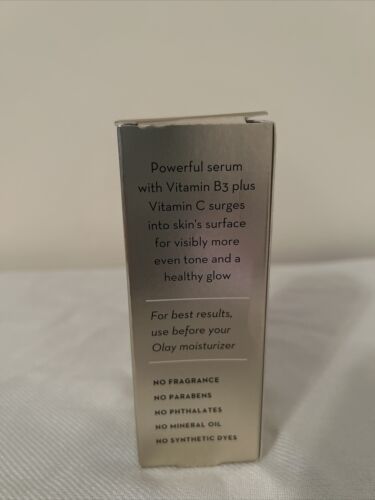 Powerful serum
with Vitamin B3 plus
Vitamin C surges
into skin's surface
for visibly more
even tone and a
healthy glow
For best results,
use before your
Olay moisturizer
NO FRAGRANCE
NO PARABENS
NO PHTHALATES
NO MINERAL OIL
NO SYNTHETIC DYES